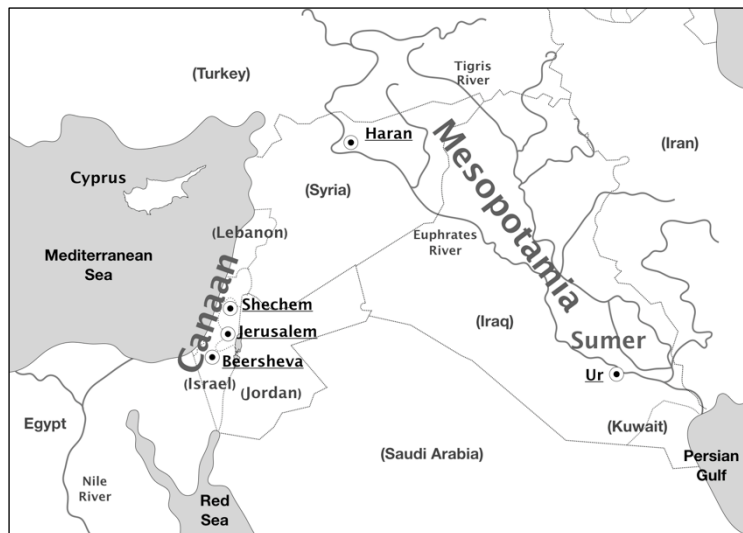 (Turkey)
Tigris
River
Haran
Mesopotamia
(Iran)
Cyprus
(Syria)
(Lebanon)
Euphrates
River
Mediterranean
Sea
Canaan
Shechem
Jerusalem
Beersheva
(Iraq)
Sumer
Ur
(Israel)
(Jordan)
Egypt
(Kuwait)
(Saudi Arabia)
Persian
Gulf
Nile
River
Red
Sea